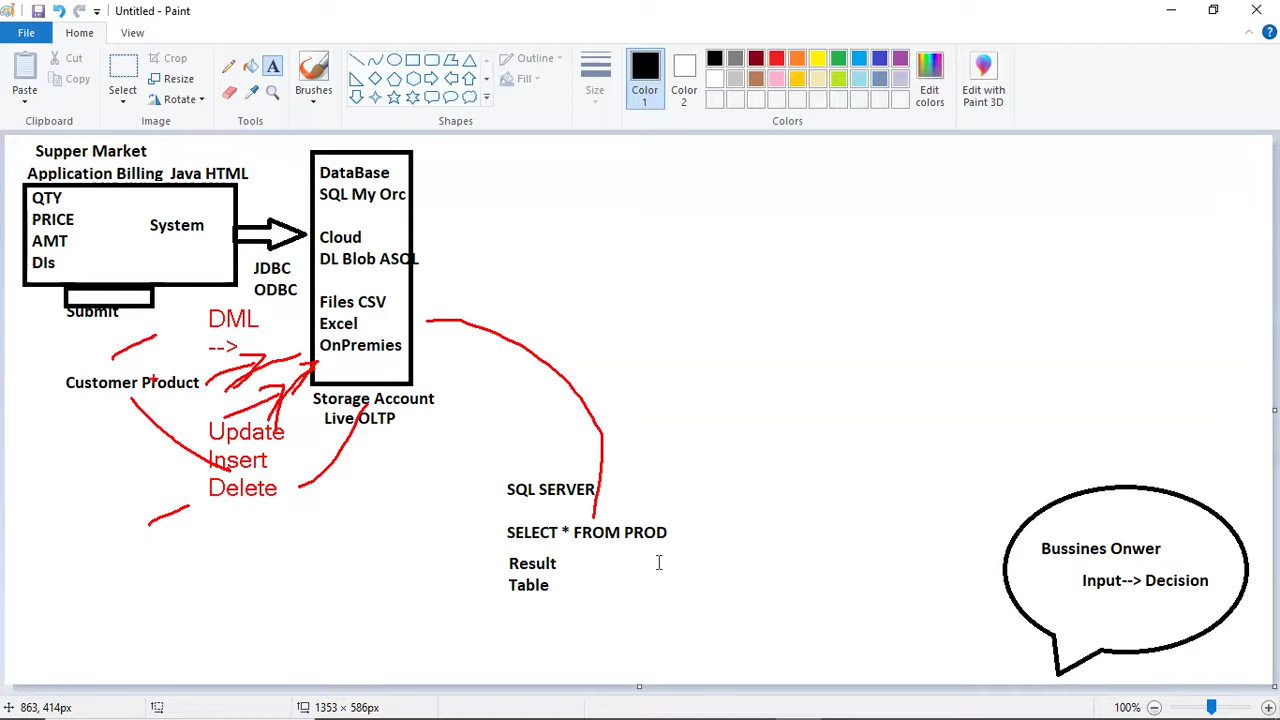 Untitled - Paint
File
Home
View
Paste
Cut
Copy
Clipboard
Select
Crop
Resize
Rotate
Image
Tools
Brushes
Outline
Fill
Shapes
Size
Color 1
Color 2
Edit colors
Colors
Edit with Paint 3D
Supper Market
Application Billing Java HTML
QTY
PRICE
AMT
DIs
System
Submit
JDBC
ODBC
DataBase
SQL My Orc
Cloud
DL Blob ASQL
Files CSV
Excel
OnPremies
Storage Account
Live OLTP
DML
-->
Customer Product
Update
Insert
Delete
SQL SERVER
SELECT * FROM PROD
Result
Table
Bussines Onwer
Input--> Decision
863, 414px
1353 × 586px
100%